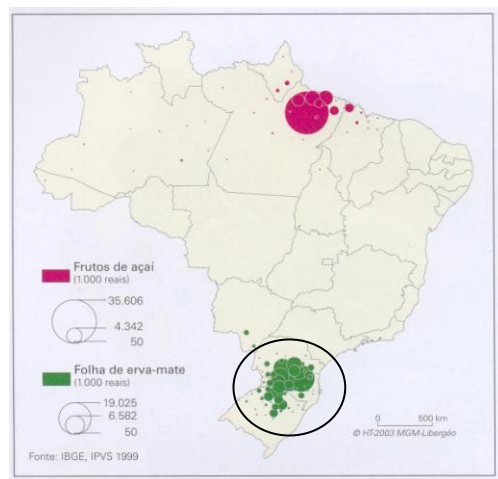 Frutos de açaí
(1.000 reais)
35.606
4.342
50
Folha de erva-mate
(1.000 reais)
19.025
6.582
50
0 500 km
© HT-2003 MGM-Libergéo
Fonte: IBGE, IPVS 1999